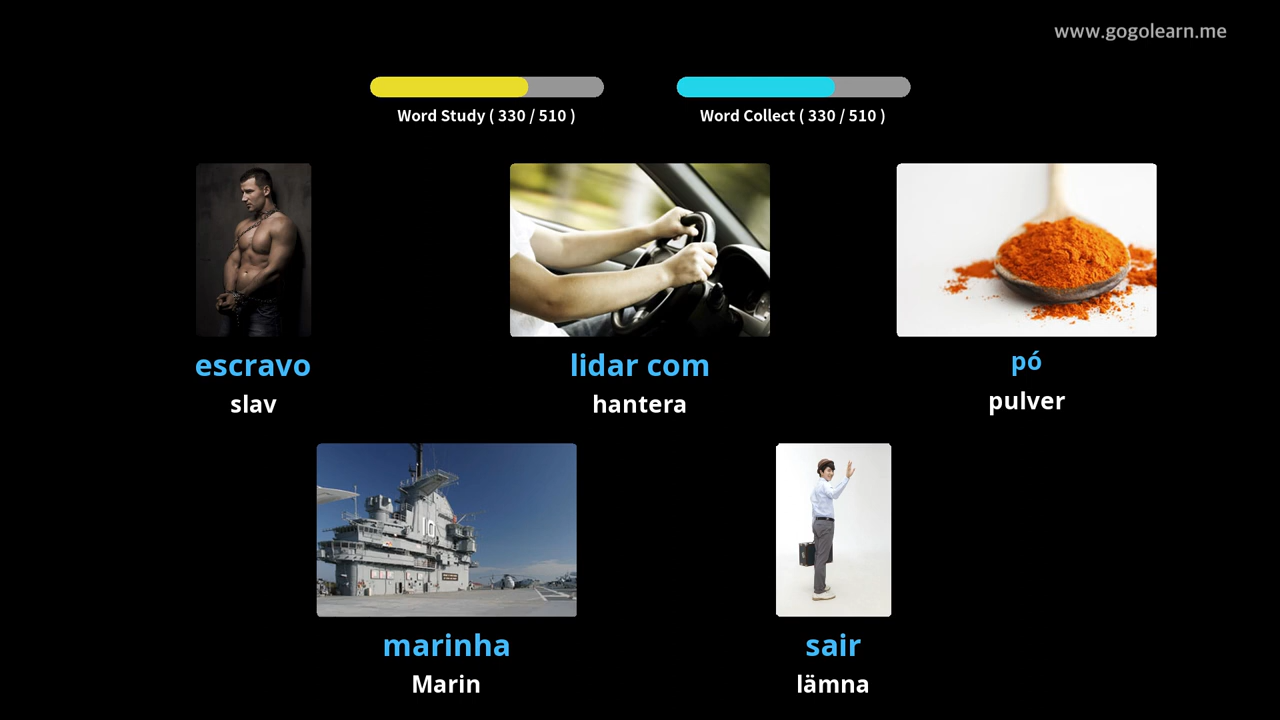 www.gogolearn.me
Word Study ( 330 / 510 )
Word Collect ( 330 / 510 )
escravo
slav
lidar com
hantera
pó
pulver
10
marinha
Marin
sair
lämna